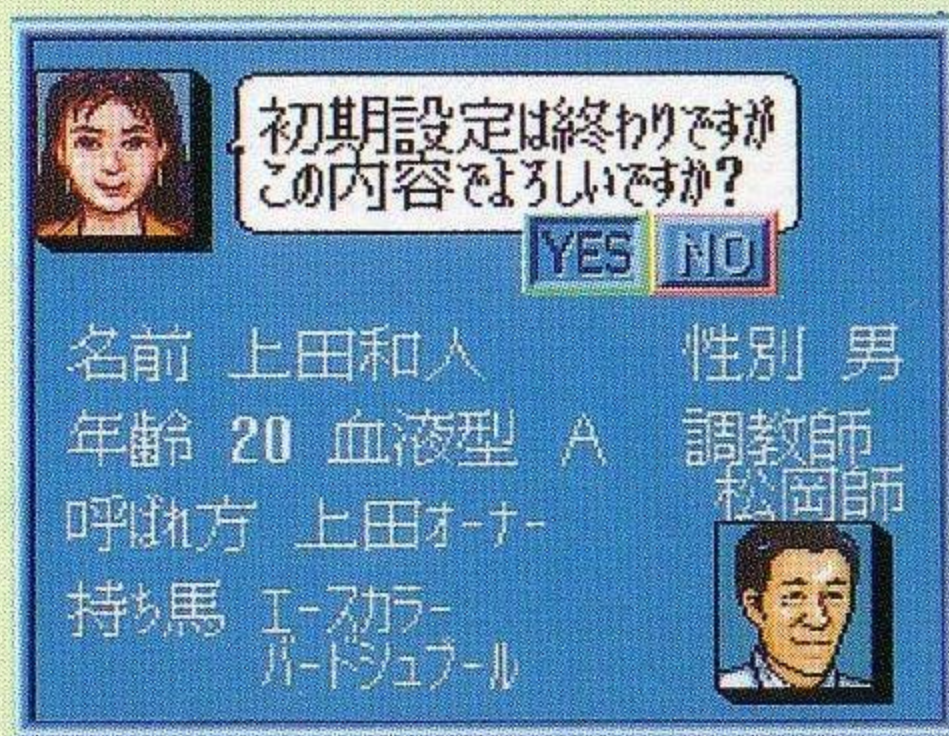 初期設定は終わりですが
この内容でよろしいですか？
YES NO
名前 上田和人 性別 男
年齢 20 血液型 A 調教師
松岡師
呼ばれ方 上田オーナー
持ち馬 エースカラー
バードシュプール